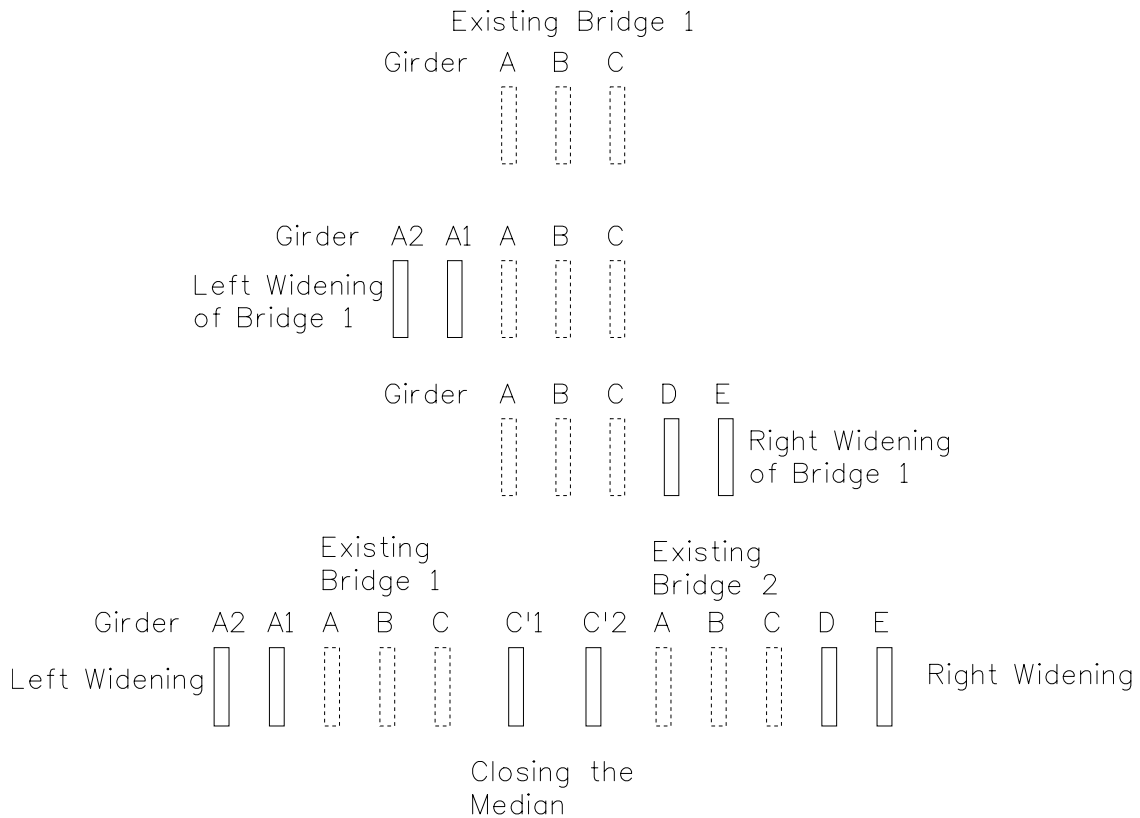 Existing Bridge 1
Girder A B C
Girder A2 A1 A B C
Left Widening
of Bridge 1
Girder A B C D E
Right Widening
of Bridge 1
Existing
Bridge 1
Existing
Bridge 2
Girder A2 A1 A B C C'1 C'2 A B C D E
Left Widening
Right Widening
Closing the
Median